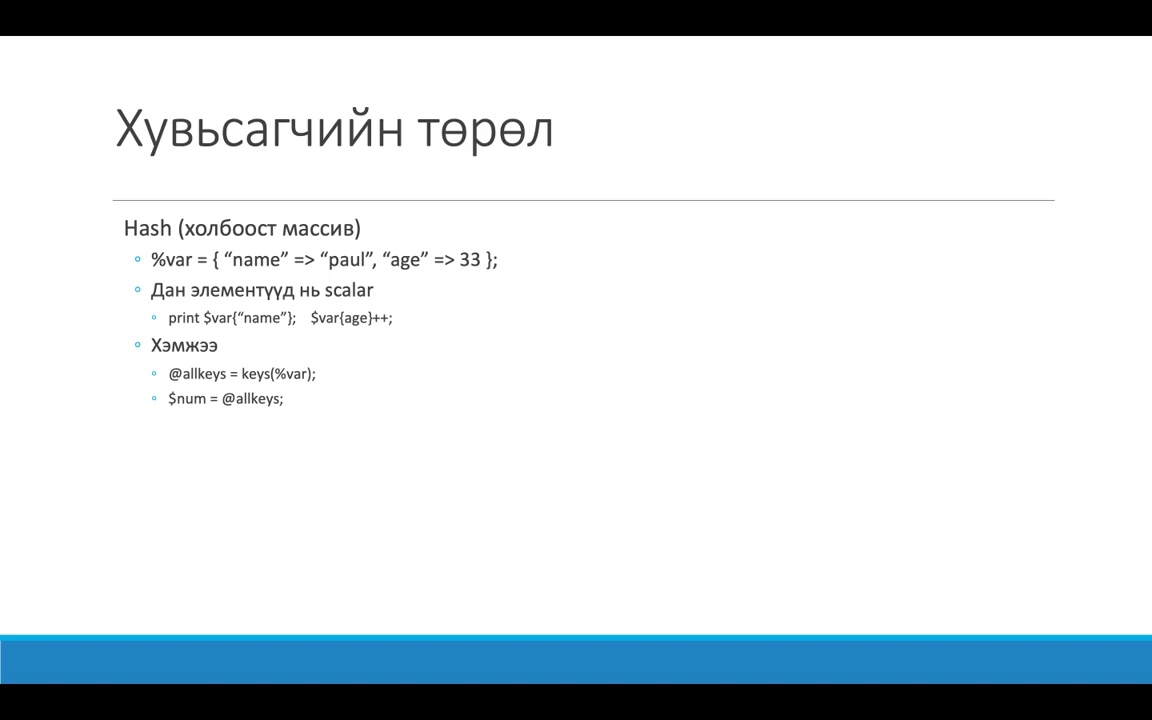 Хувьсагчийн төрөл
Hash (холбоост массив)
%var = { “name” => “paul”, “age” => 33 };
Дан элементүүд нь scalar
print $var{“name”}; $var{age}++;
Хэмжээ
@allkeys = keys(%var);
$num = @allkeys;